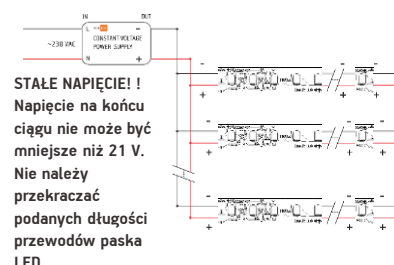 IN OUT
L -
~230 VAC
CONSTANT VOLTAGE
POWER SUPPLY
N +
- - -
+ + +
- - -
+ + +
- - -
+ + +
STAŁE NAPIĘCIE! !
Napięcie na końcu
ciągu nie może być
mniejsze niż 21 V.
Nie należy
przekraczać
podanych długości
przewodów paska
LED